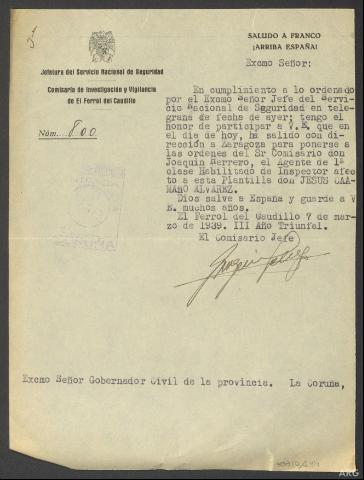 SALUDO A FRANCO
¡ARRIBA ESPAÑA!
Jefatura del Servicio Nacional de Seguridad
Comisaría de Investigación y Vigilancia
de El Ferrol del Caudillo
Núm. 800
Excmo Señor:
En cumplimiento a lo ordenado
por el Excmo Señor Jefe del Servi-
cio Nacional de Seguridad en tele-
grama de fecha de ayer; tengo el
honor de participar a V.E, que en
el día de hoy, ha salido con di-
rección a Zaragoza para ponerse a
las ordenes del Sr Comisario don
Joaquin Herrero, el Agente de 1ª
clase Habilitado de Inspector afec
to a esta Plantilla don JESUS CAA-
MAÑO ALVAREZ.
Dios salve a España y guarde a V
E. muchos años.
El Ferrol del Caudillo 7 de mar-
zo de 1939. III Año Triunfal.
El Comisario Jefe
Excmo Señor Gobernador Civil de la provincia. La Coruña,
CORUÑA
ARG